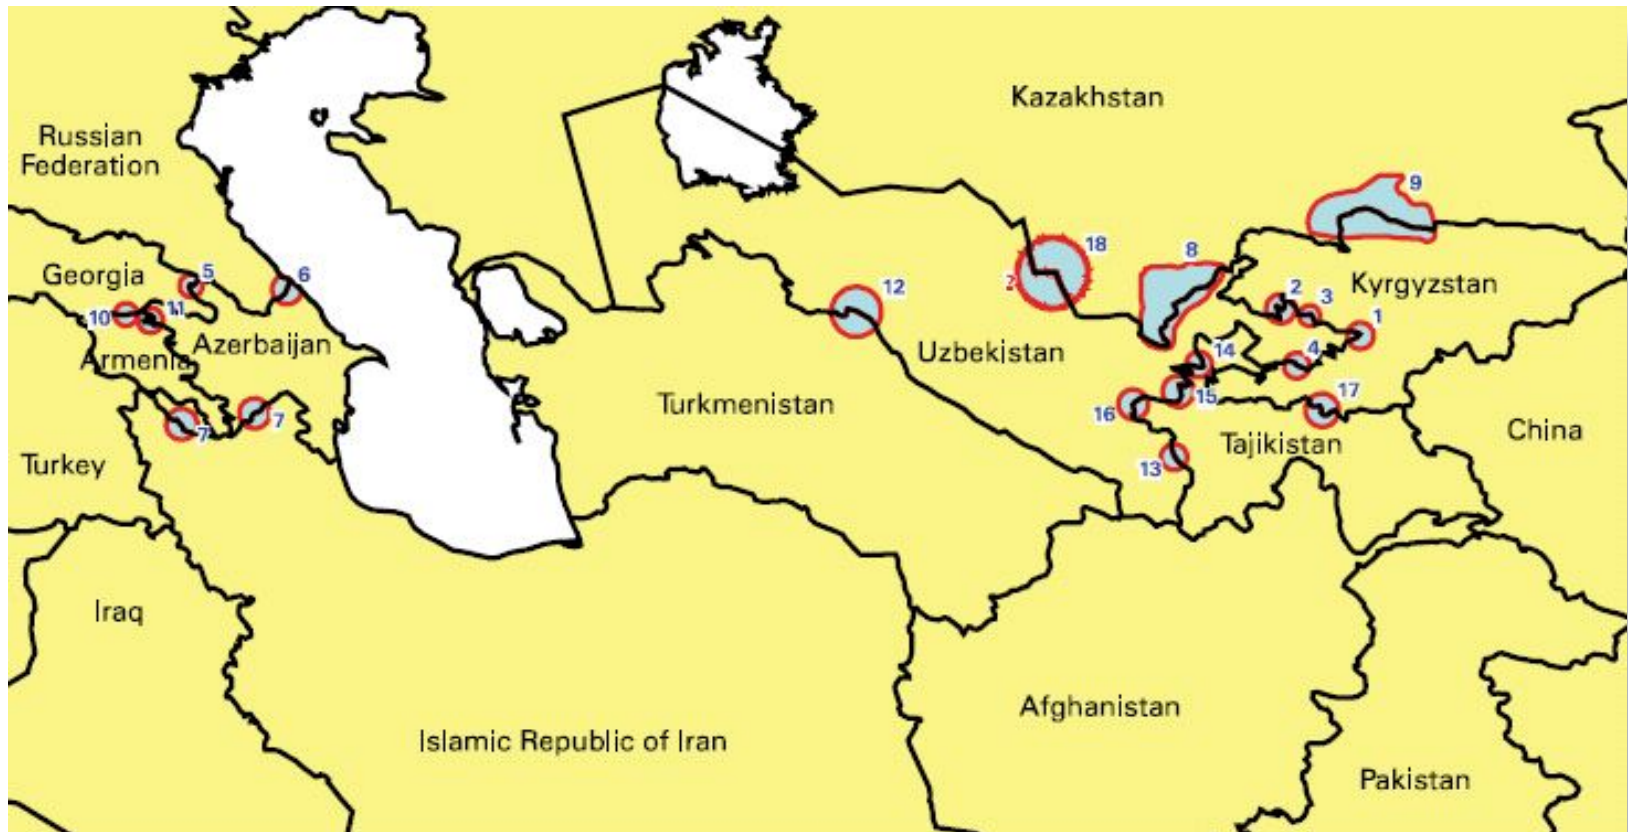 Kazakhstan
Russian
Federation
9
18
8
Georgia
5
6
2
12
2
3
Kyrgyzstan
1
10
11
Armenia
Azerbaijan
Uzbekistan
14
4
Turkmenistan
16
15
17
7
7
China
Turkey
13
Tajikistan
Iraq
Afghanistan
Islamic Republic of Iran
Pakistan